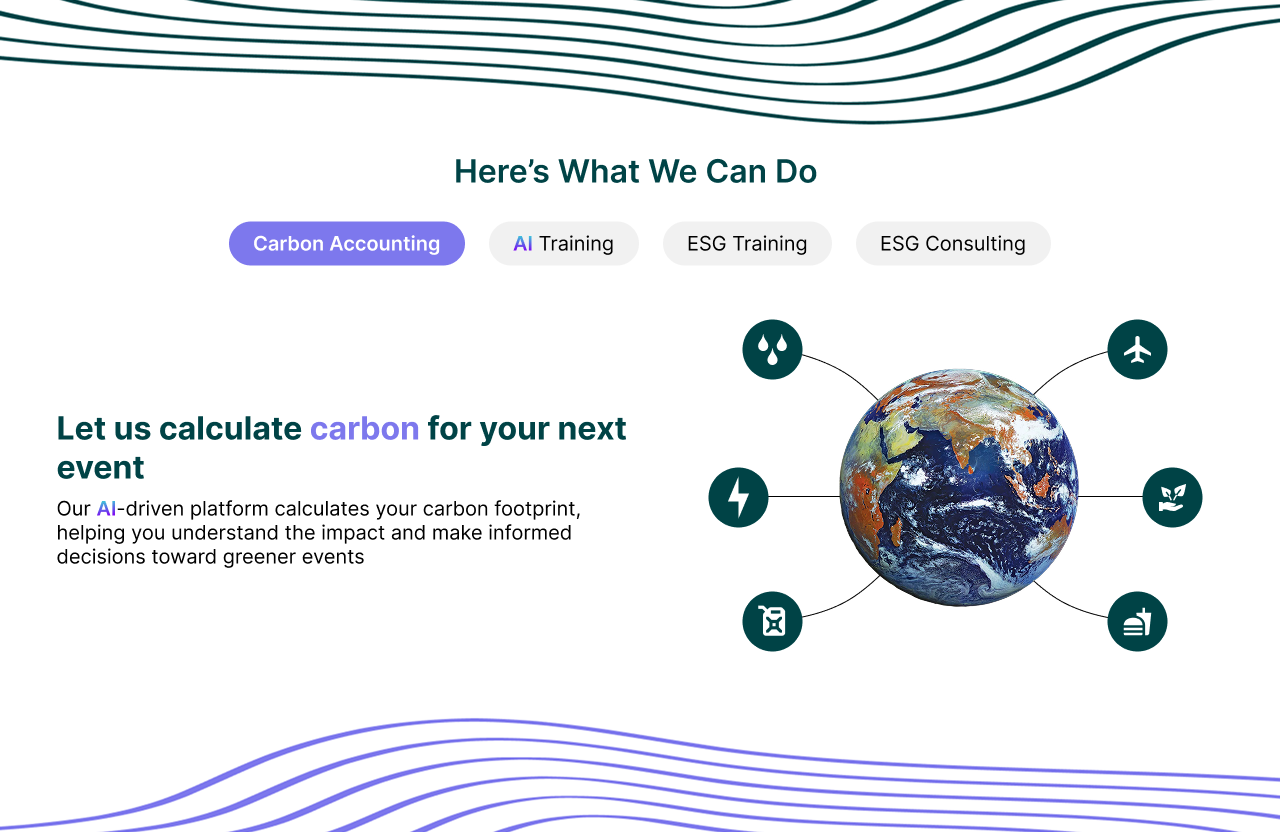 Here’s What We Can Do
Carbon Accounting
AI Training
ESG Training
ESG Consulting
Let us calculate carbon for your next
event
Our AI-driven platform calculates your carbon footprint,
helping you understand the impact and make informed
decisions toward greener events